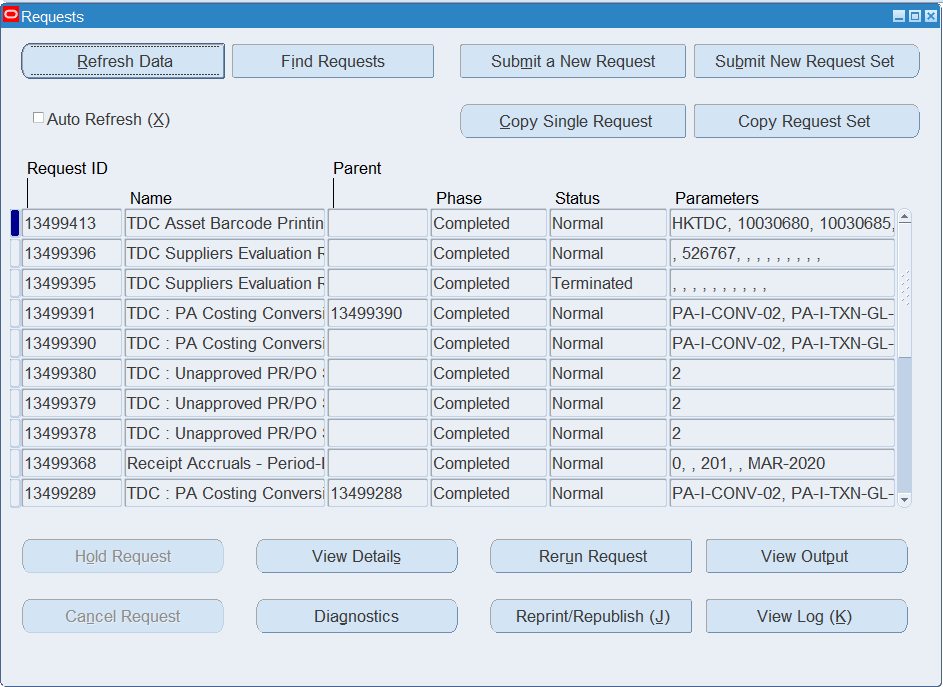 Requests
Refresh Data Find Requests Submit a New Request Submit New Request Set
Auto Refresh (X) Copy Single Request Copy Request Set
Request ID Parent
Name Phase Status Parameters
13499413 TDC Asset Barcode Printin Completed Normal HKTDC, 10030680, 10030685,
13499396 TDC Suppliers Evaluation R Completed Normal , 526767, , , , , , , , ,
13499395 TDC Suppliers Evaluation R Completed Terminated , , , , , , , , , ,
13499391 TDC : PA Costing Conversi 13499390 Completed Normal PA-I-CONV-02, PA-I-TXN-GL-
13499390 TDC : PA Costing Conversi Completed Normal PA-I-CONV-02, PA-I-TXN-GL-
13499380 TDC : Unapproved PR/PO Completed Normal 2
13499379 TDC : Unapproved PR/PO Completed Normal 2
13499378 TDC : Unapproved PR/PO Completed Normal 2
13499368 Receipt Accruals - Period- Completed Normal 0, , 201, , MAR-2020
13499289 TDC : PA Costing Conversi 13499288 Completed Normal PA-I-CONV-02, PA-I-TXN-GL-
Hold Request View Details Rerun Request View Output
Cancel Request Diagnostics Reprint/Republish (J) View Log (K)